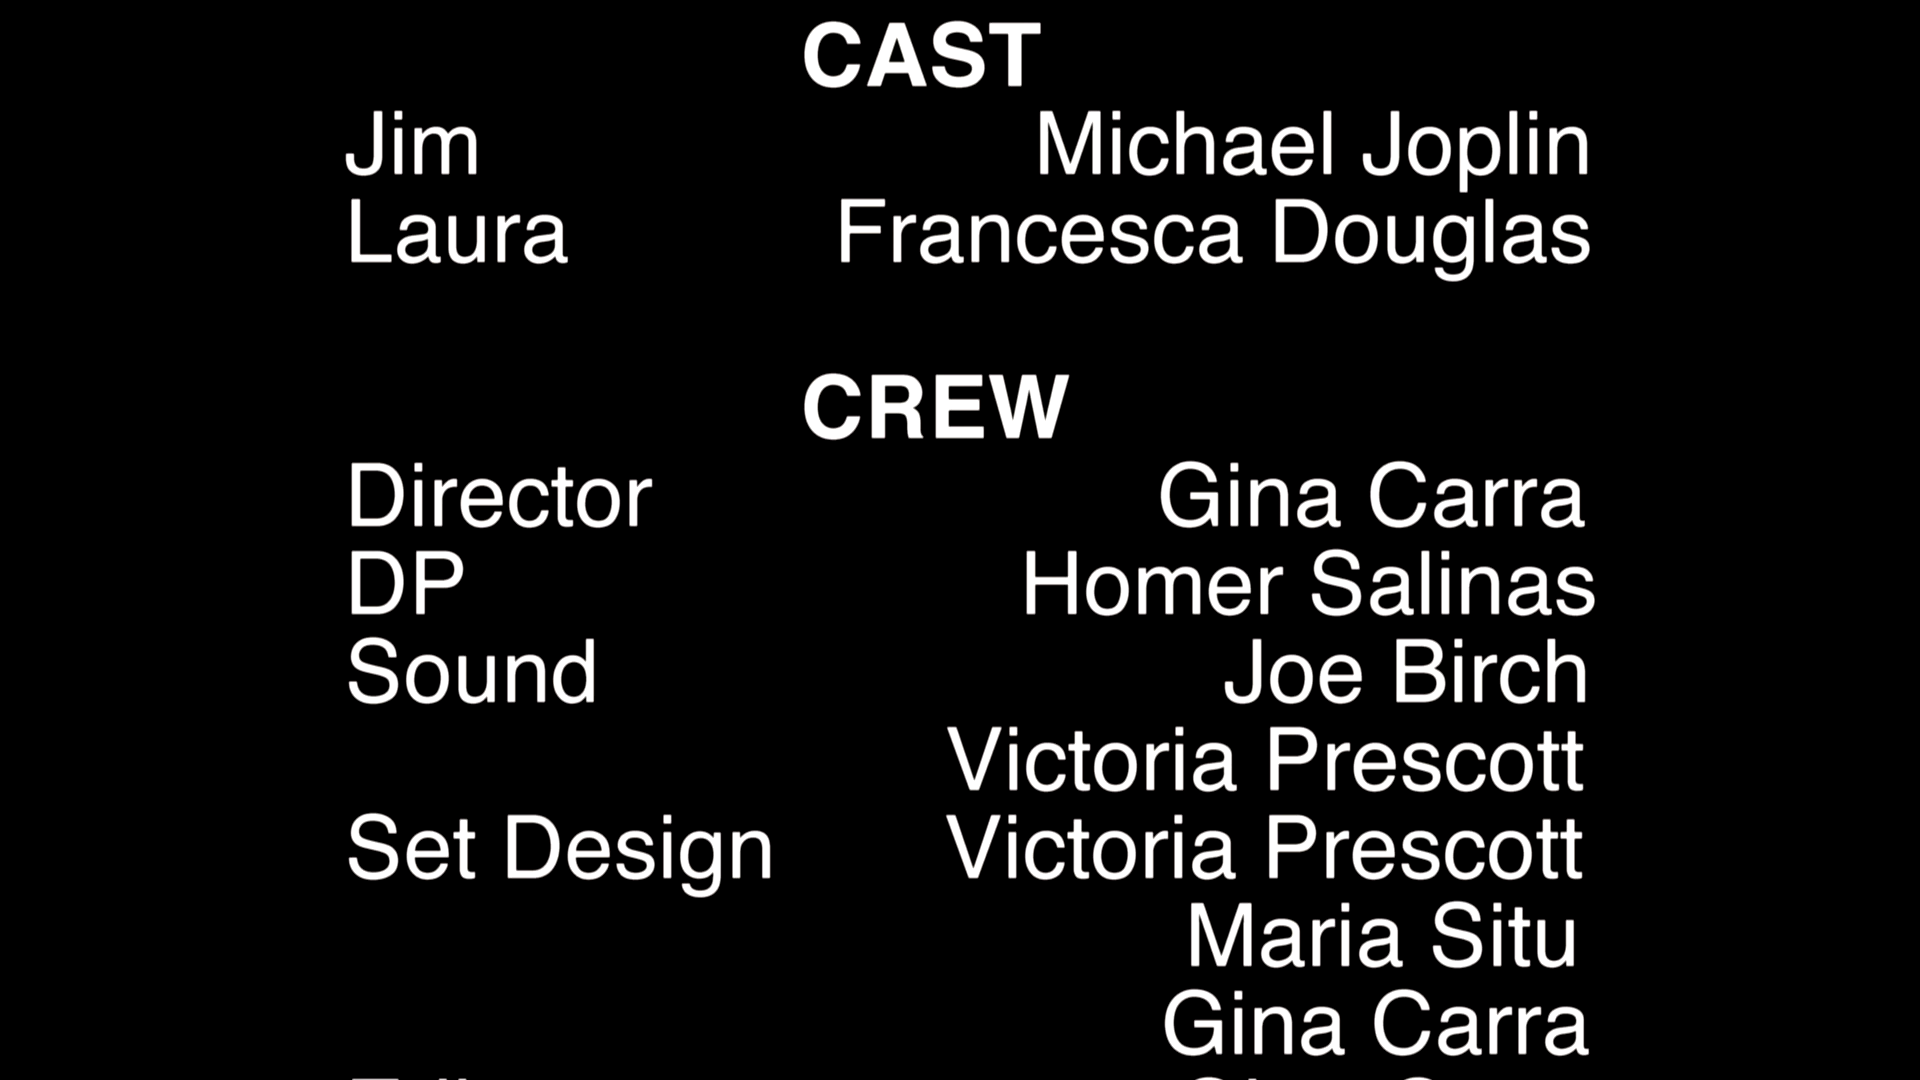 CAST
Jim Michael Joplin
Laura Francesca Douglas
CREW
Director Gina Carra
DP Homer Salinas
Sound Joe Birch
Victoria Prescott
Set Design Victoria Prescott
Maria Situ
Gina Carra